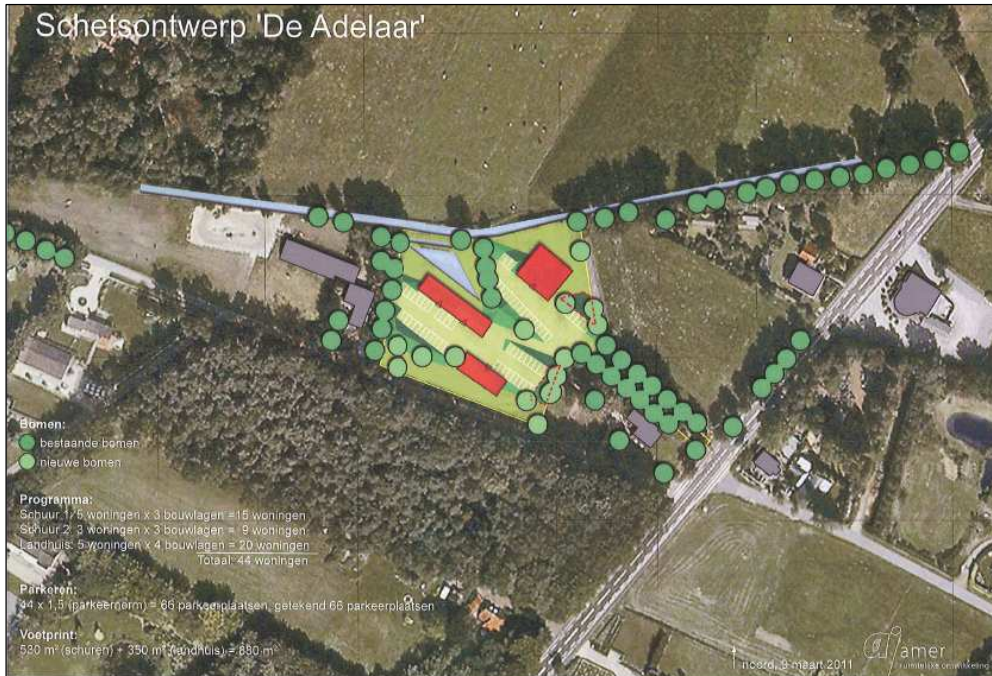 Schetsontwerp 'De Adelaar'
Bomen:
bestaande bomen
nieuwe bomen
Programma:
Schuur 1: 5 woningen x 3 bouwlagen =15 woningen
Schuur 2: 3 woningen x 3 bouwlagen = 9 woningen
Landhuis: 5 woningen x 4 bouwlagen = 20 woningen
Totaal: 44 woningen
Parkeren:
44 x 1,5 (parkeernorm) = 66 parkeerplaatsen, getekend 66 parkeerplaatsen
Voetprint:
530 m² (schuren) + 350 m² (landhuis) = 880 m²
noord, 9 maart 2011
amer
ruimtelijke ontwikkeling